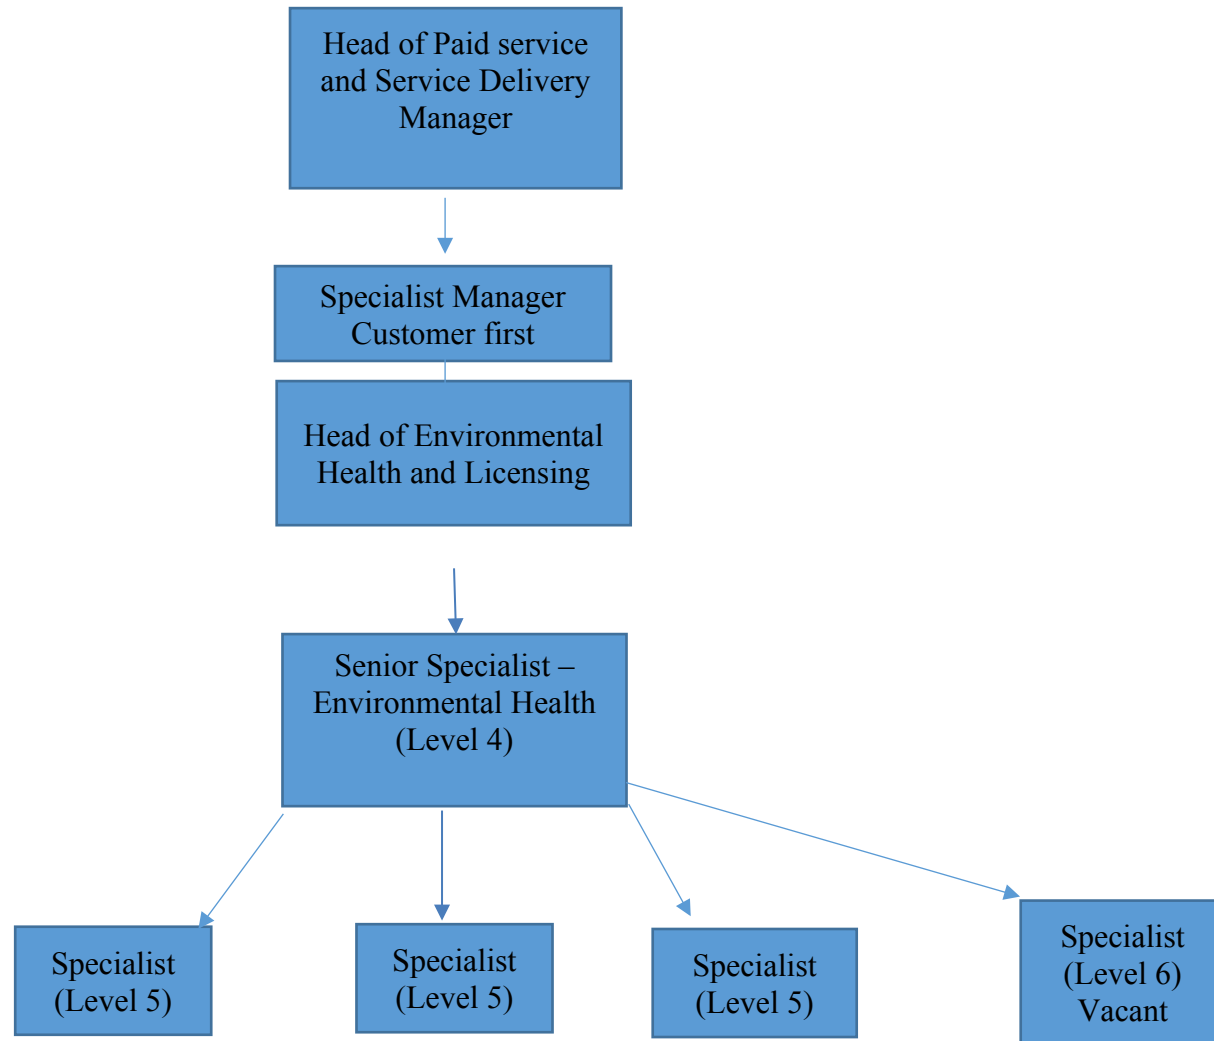 Head of Paid service
and Service Delivery
Manager
Specialist Manager
Customer first
Head of Environmental
Health and Licensing
Senior Specialist –
Environmental Health
(Level 4)
Specialist
(Level 5)
Specialist
(Level 5)
Specialist
(Level 5)
Specialist
(Level 6)
Vacant